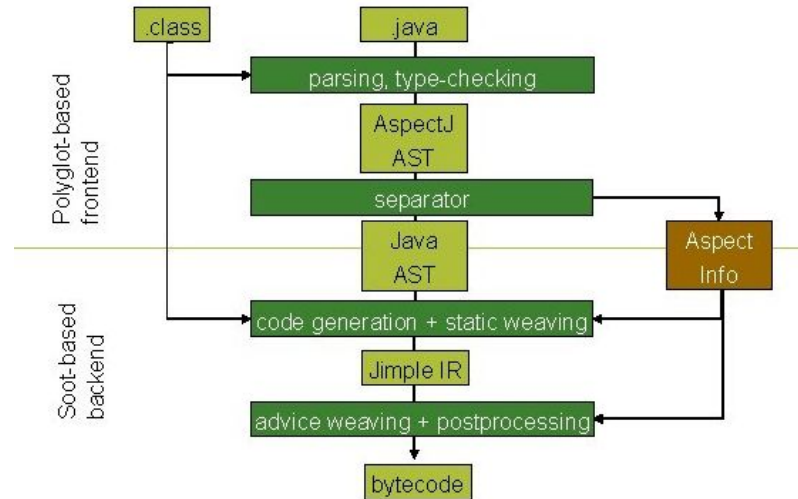 .class
.java
parsing, type-checking
AspectJ
AST
Polyglot-based
frontend
separator
Java
AST
Aspect
Info
code generation + static weaving
Soot-based
backend
Jimple IR
advice weaving + postprocessing
bytecode